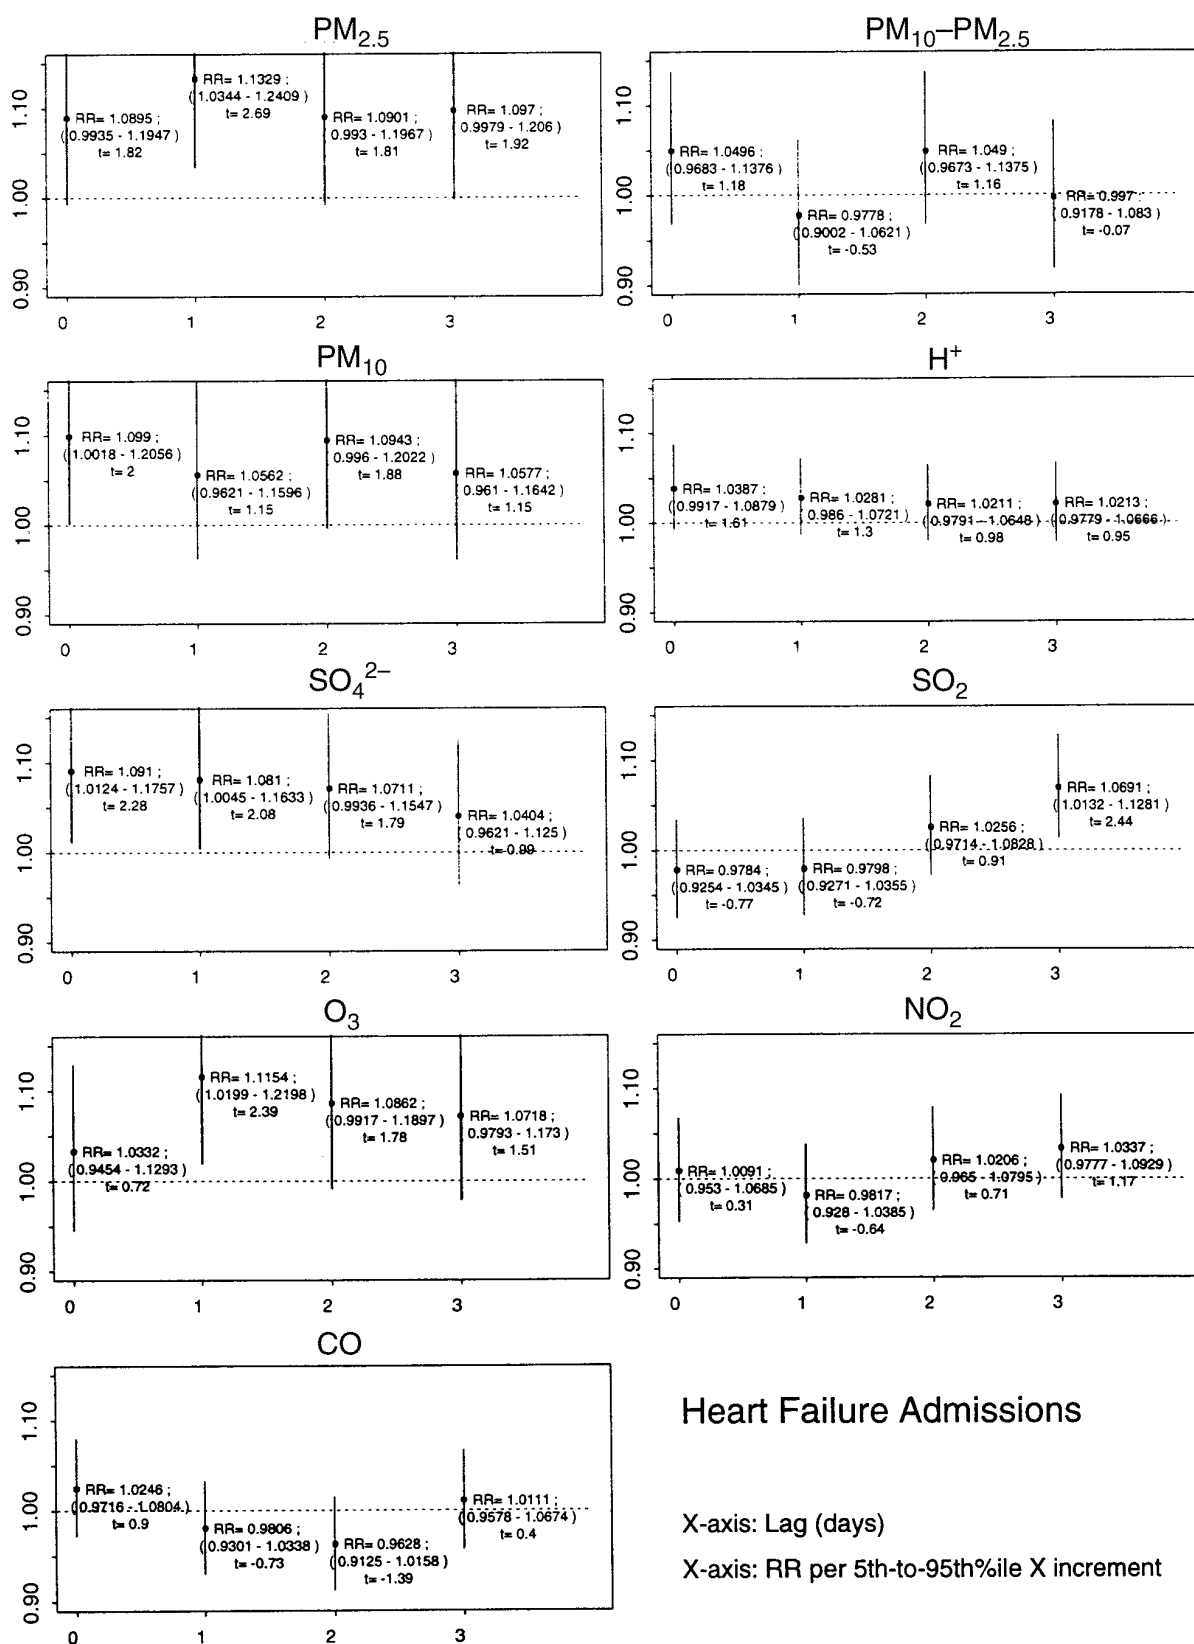 PM2.5
1.10
1.00
0.90
RR= 1.0895 ;
( 0.9935 - 1.1947 )
t= 1.82
RR= 1.1329 ;
( 1.0344 - 1.2409 )
t= 2.69
RR= 1.0901 ;
( 0.993 - 1.1967 )
t= 1.81
RR= 1.097 ;
( 0.9979 - 1.206 )
t= 1.92
0 1 2 3
PM10–PM2.5
1.10
1.00
0.90
RR= 1.0496 ;
( 0.9683 - 1.1376 )
t= 1.18
RR= 0.9778 ;
( 0.9002 - 1.0621 )
t= -0.53
RR= 1.049 ;
( 0.9673 - 1.1375 )
t= 1.16
RR= 0.997 ;
( 0.9178 - 1.083 )
t= -0.07
0 1 2 3
PM10
1.10
1.00
0.90
RR= 1.099 ;
( 1.0018 - 1.2056 )
t= 2
RR= 1.0562 ;
( 0.9621 - 1.1596 )
t= 1.15
RR= 1.0943 ;
( 0.996 - 1.2022 )
t= 1.88
RR= 1.0577 ;
( 0.961 - 1.1642 )
t= 1.15
0 1 2 3
H+
1.10
1.00
0.90
RR= 1.0387 ;
( 0.9917 - 1.0879 )
t= 1.61
RR= 1.0281 ;
( 0.986 - 1.0721 )
t= 1.3
RR= 1.0211 ;
( 0.9791 - 1.0648 )
t= 0.98
RR= 1.0213 ;
( 0.9779 - 1.0666 )
t= 0.95
0 1 2 3
SO4 2–
1.10
1.00
0.90
RR= 1.091 ;
( 1.0124 - 1.1757 )
t= 2.28
RR= 1.081 ;
( 1.0045 - 1.1633 )
t= 2.08
RR= 1.0711 ;
( 0.9936 - 1.1547 )
t= 1.79
RR= 1.0404 ;
( 0.9621 - 1.125 )
t= 0.99
0 1 2 3
SO2
1.10
1.00
0.90
RR= 0.9784 ;
( 0.9254 - 1.0345 )
t= -0.77
RR= 0.9798 ;
( 0.9271 - 1.0355 )
t= -0.72
RR= 1.0256 ;
( 0.9714 - 1.0828 )
t= 0.91
RR= 1.0691 ;
( 1.0132 - 1.1281 )
t= 2.44
0 1 2 3
O3
1.10
1.00
0.90
RR= 1.0332 ;
( 0.9454 - 1.1293 )
t= 0.72
RR= 1.1154 ;
( 1.0199 - 1.2198 )
t= 2.39
RR= 1.0862 ;
( 0.9917 - 1.1897 )
t= 1.78
RR= 1.0718 ;
( 0.9793 - 1.173 )
t= 1.51
0 1 2 3
NO2
1.10
1.00
0.90
RR= 1.0091 ;
( 0.953 - 1.0685 )
t= 0.31
RR= 0.9817 ;
( 0.928 - 1.0385 )
t= -0.64
RR= 1.0206 ;
( 0.965 - 1.0795 )
t= 0.71
RR= 1.0337 ;
( 0.9777 - 1.0929 )
t= 1.17
0 1 2 3
CO
1.10
1.00
0.90
RR= 1.0246 ;
( 0.9716 - 1.0804 )
t= 0.9
RR= 0.9806 ;
( 0.9301 - 1.0338 )
t= -0.73
RR= 0.9628 ;
( 0.9125 - 1.0158 )
t= -1.39
RR= 1.0111 ;
( 0.9578 - 1.0674 )
t= 0.4
0 1 2 3
Heart Failure Admissions
X-axis: Lag (days)
X-axis: RR per 5th-to-95th%ile X increment